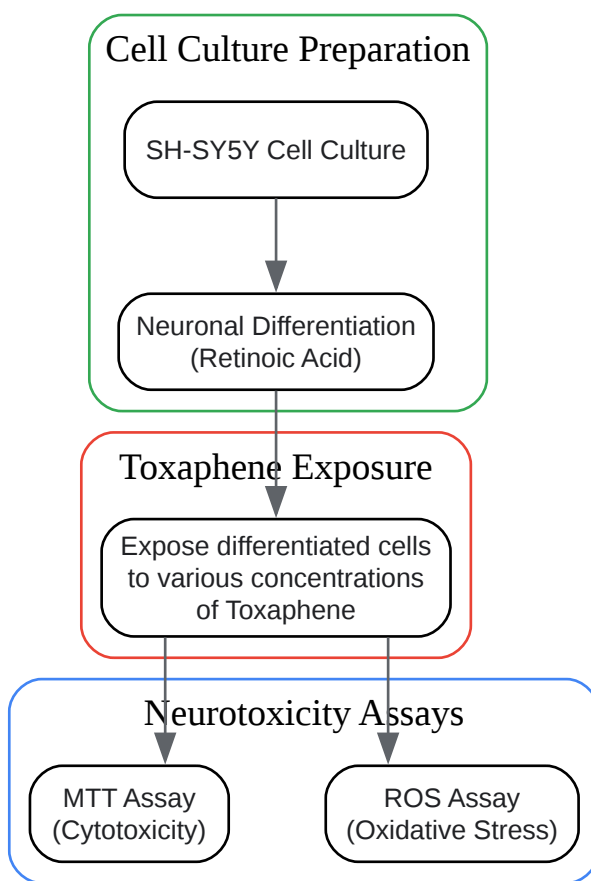 Cell Culture Preparation
SH-SY5Y Cell Culture
Neuronal Differentiation
(Retinoic Acid)
Toxaphene Exposure
Expose differentiated cells
to various concentrations
of Toxaphene
Neurotoxicity Assays
MTT Assay
(Cytotoxicity)
ROS Assay
(Oxidative Stress)